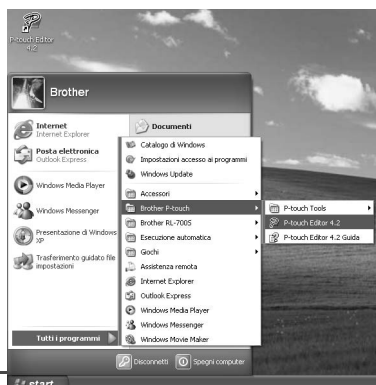 P-touch Editor
4.2
Brother
Internet
Internet Explorer
Posta elettronica
Outlook Express
Windows Media Player
Windows Messenger
Presentazione di Windows
XP
Trasferimento guidato file
impostazioni
Tutti i programmi
Documenti
Catalogo di Windows
Impostazioni accesso ai programmi
Windows Update
Accessori
Brother P-touch
Brother RL-700S
Esecuzione automatica
Giochi
Assistenza remota
Internet Explorer
Outlook Express
Windows Media Player
Windows Messenger
Windows Movie Maker
P-touch Tools
P-touch Editor 4.2
P-touch Editor 4.2 Guida
Disconnetti
Spegni computer
start